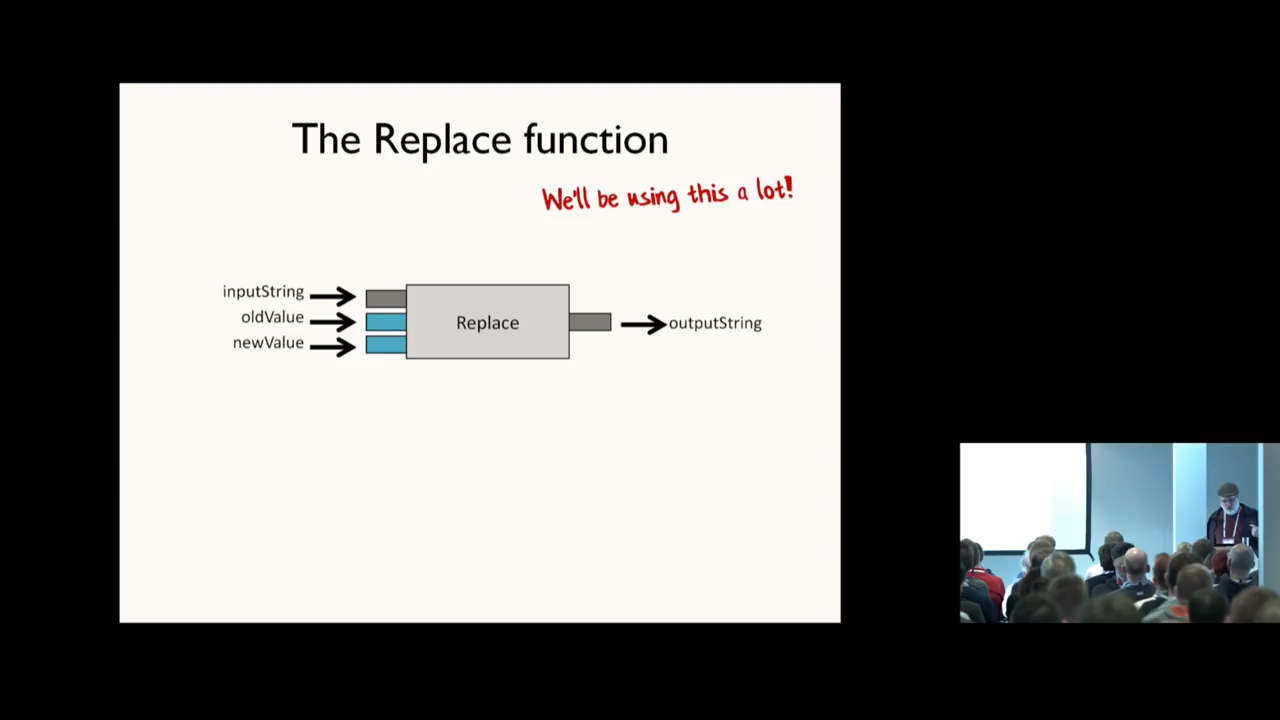 The Replace function
We'll be using this a lot!
inputString
oldValue
newValue
Replace
outputString